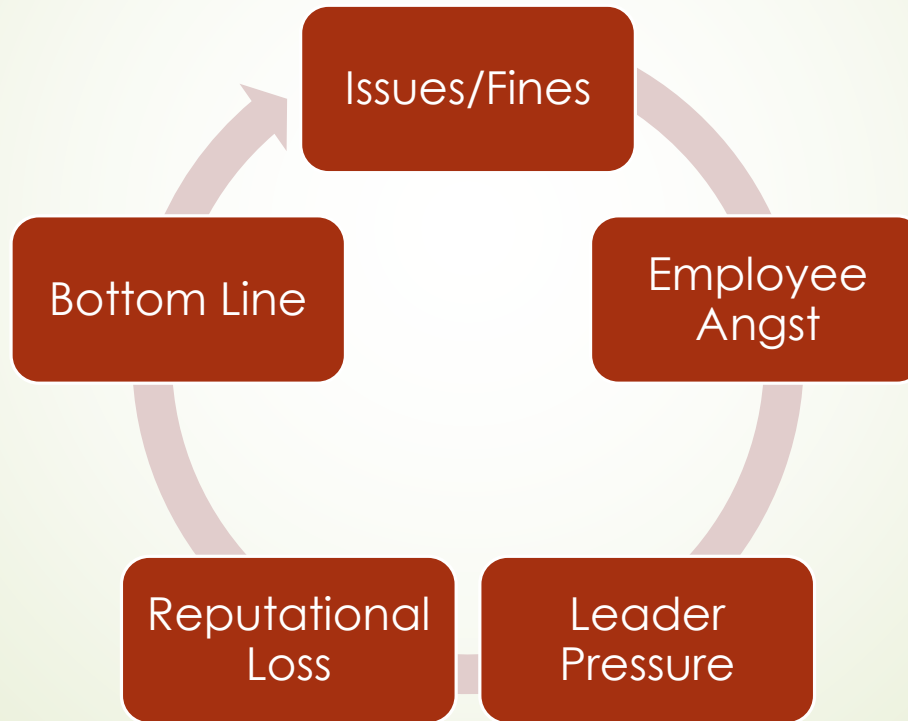 Issues/Fines
Employee
Angst
Leader
Pressure
Reputational
Loss
Bottom Line